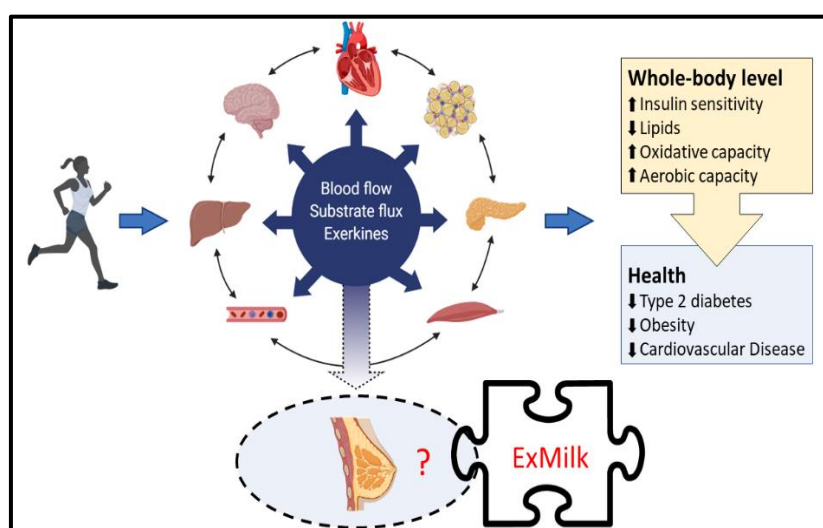 Blood flow
Substrate flux
Exerkines
Whole-body level
⬆Insulin sensitivity
⬇Lipids
⬆Oxidative capacity
⬆Aerobic capacity
Health
⬇Type 2 diabetes
⬇Obesity
⬇Cardiovascular Disease
?
ExMilk